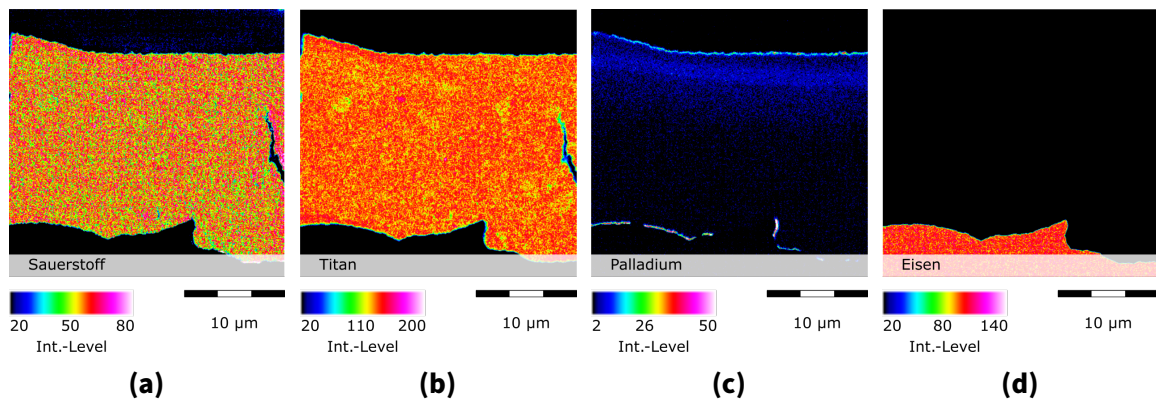 Sauerstoff Titan Palladium Eisen
20 50 80 20 110 200 2 26 50 20 80 140
10 µm 10 µm 10 µm 10 µm
Int.-Level Int.-Level Int.-Level Int.-Level
(a) (b) (c) (d)